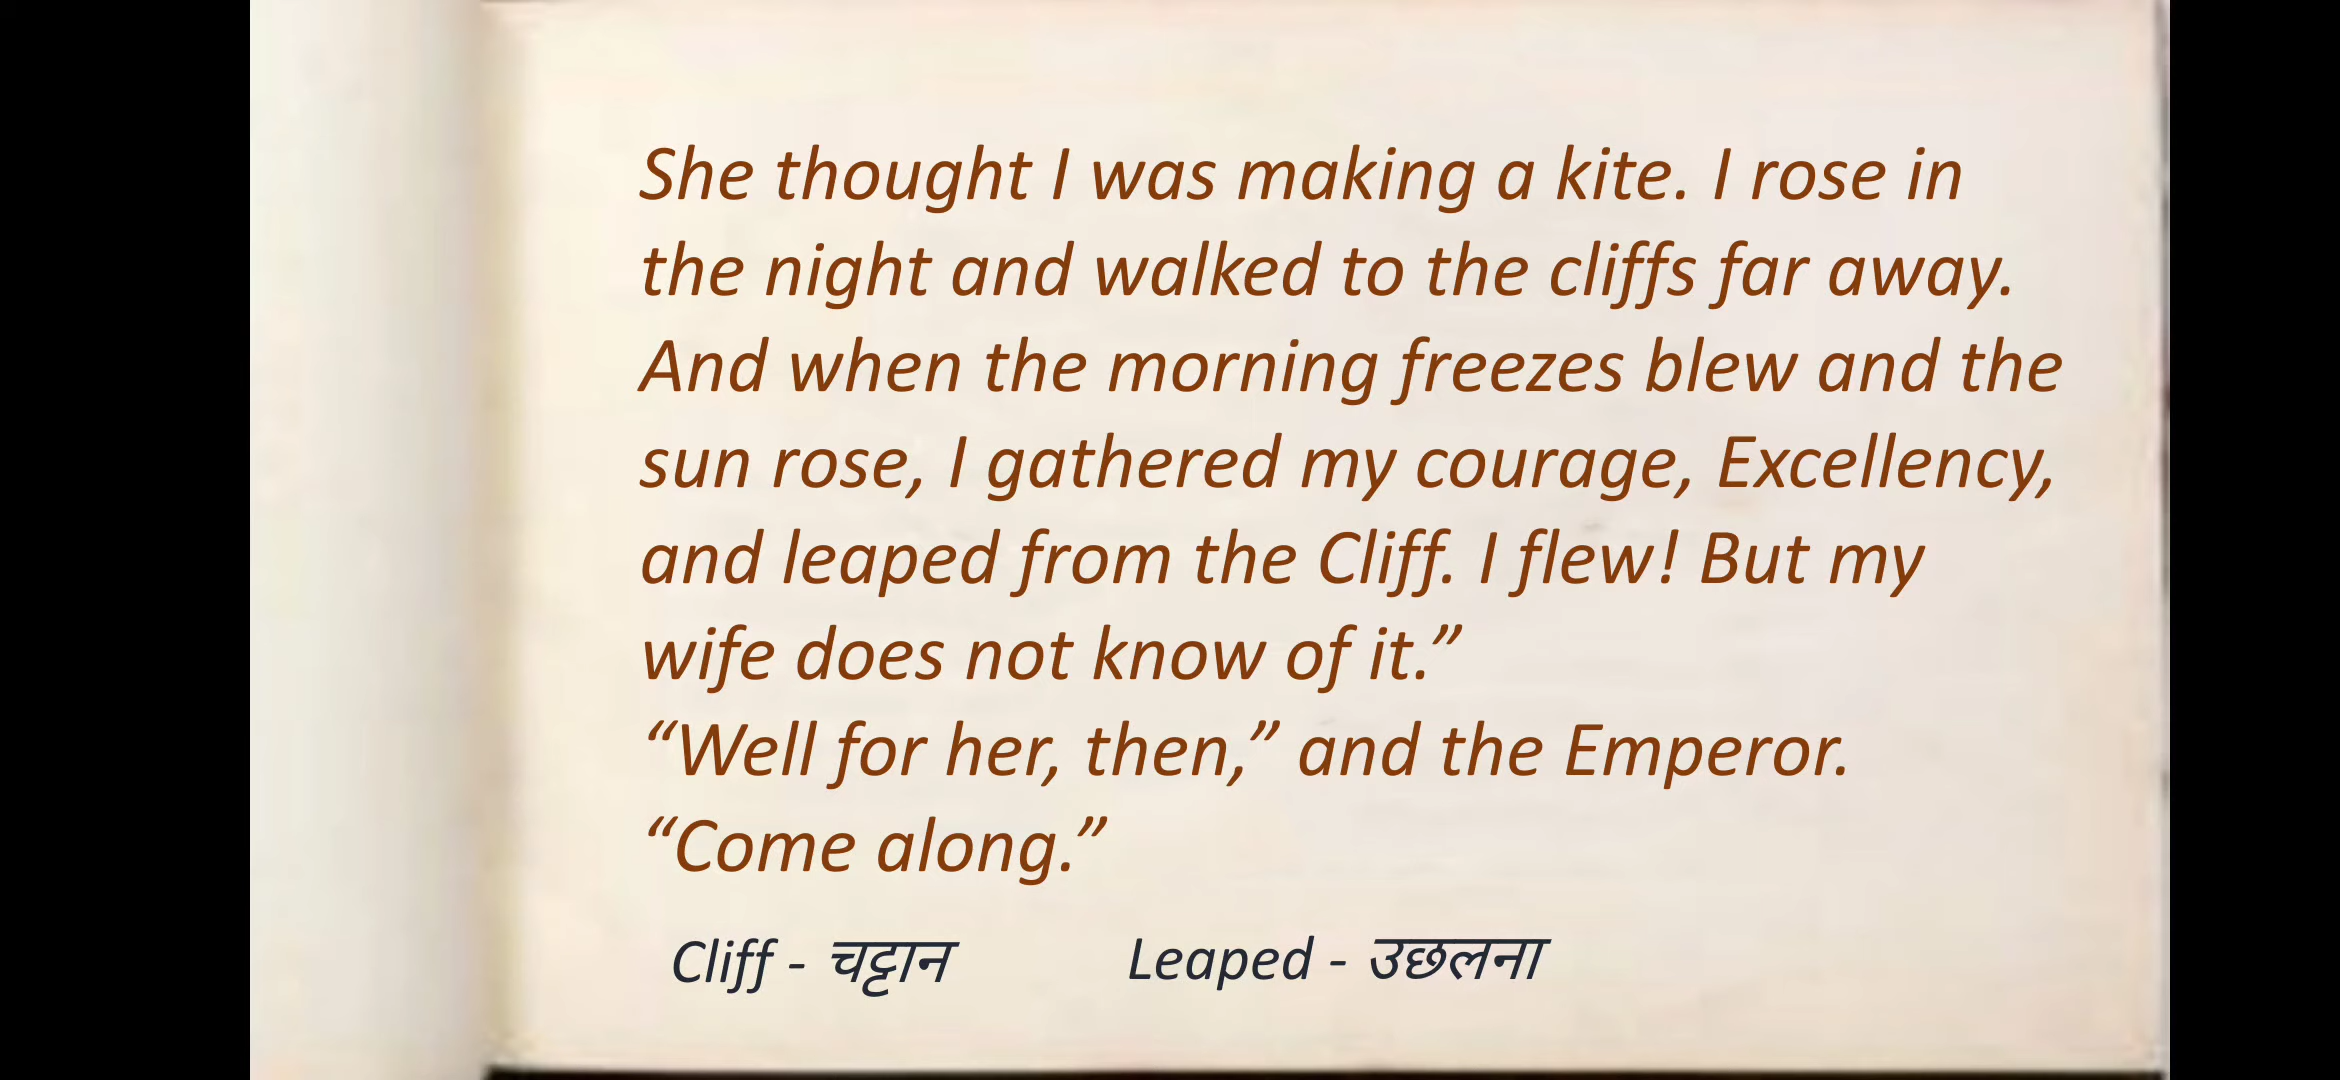 She thought I was making a kite. I rose in
the night and walked to the cliffs far away.
And when the morning freezes blew and the
sun rose, I gathered my courage, Excellency,
and leaped from the Cliff. I flew! But my
wife does not know of it.”
“Well for her, then,” and the Emperor.
“Come along.”
Cliff - चट्टान Leaped - उछलना